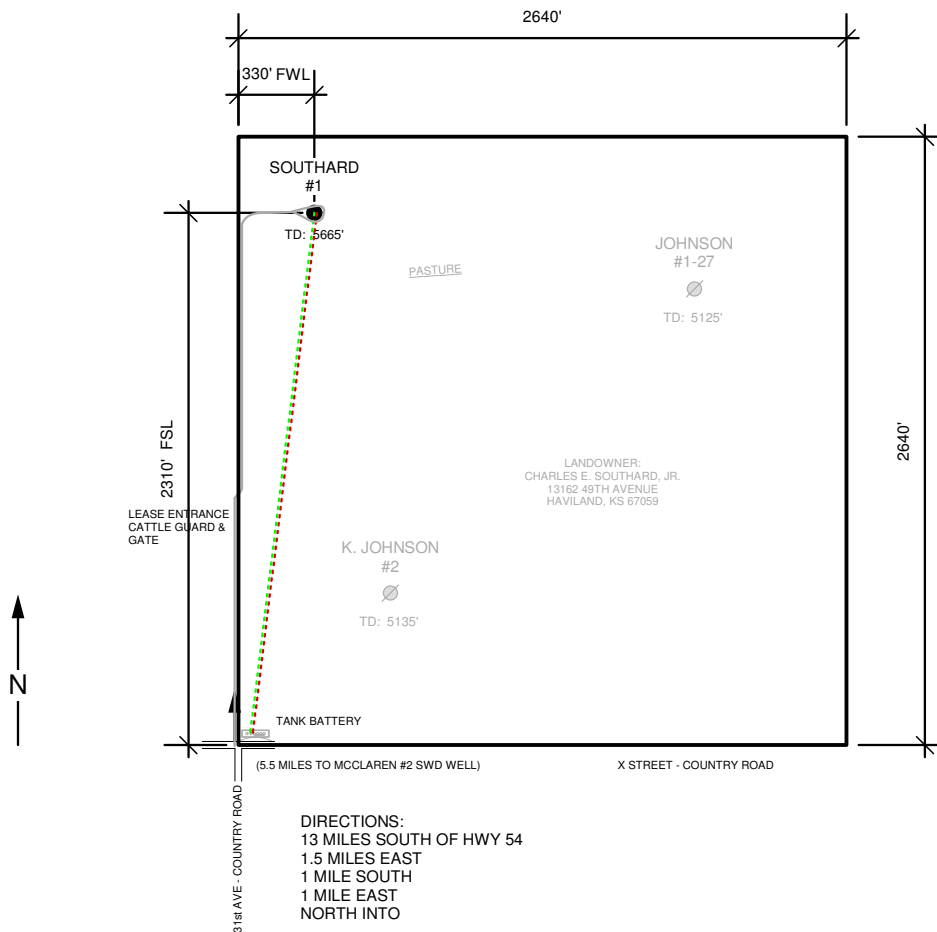 2640'
330' FWL
SOUTHARD
#1
TD: 5665'
JOHNSON
#1-27
TD: 5125'
PASTURE
2640'
2310' FSL
LANDOWNER:
CHARLES E. SOUTHARD, JR.
13162 49TH AVENUE
HAVILAND, KS 67059
LEASE ENTRANCE
CATTLE GUARD &
GATE
K. JOHNSON
#2
TD: 5135'
N
TANK BATTERY
(5.5 MILES TO MCCLAREN #2 SWD WELL)
X STREET - COUNTRY ROAD
31st AVE - COUNTRY ROAD
DIRECTIONS:
13 MILES SOUTH OF HWY 54
1.5 MILES EAST
1 MILE SOUTH
1 MILE EAST
NORTH INTO